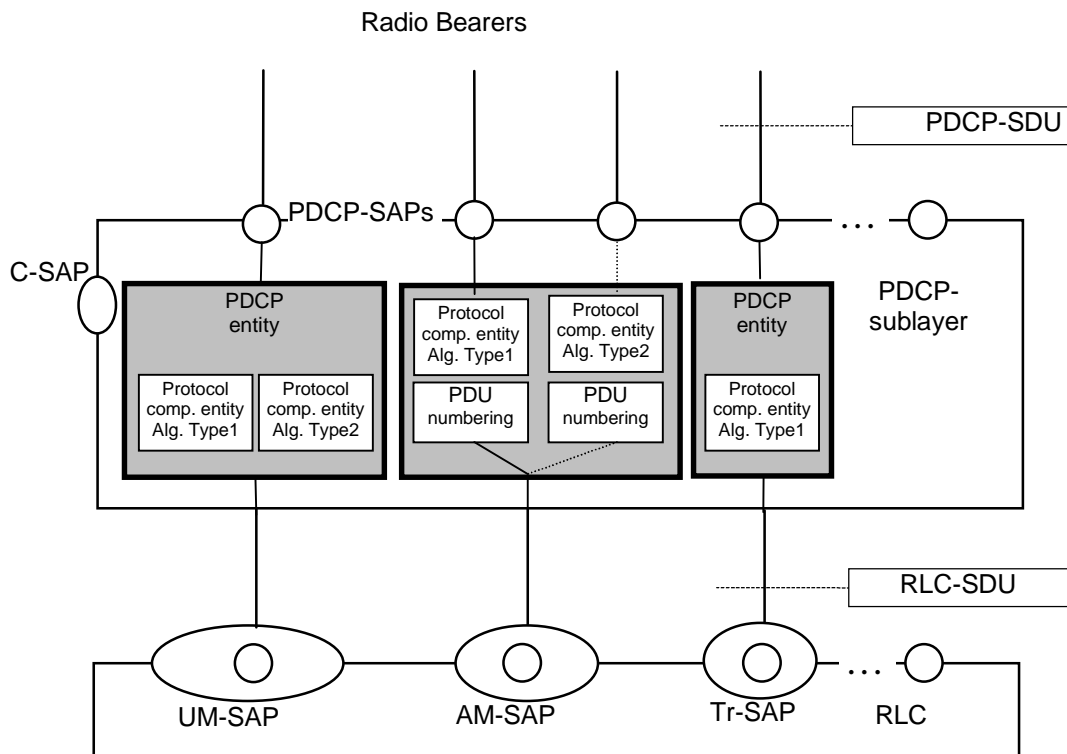 Radio Bearers
PDCP-SDU
PDCP-SAPs
...
C-SAP
PDCP
entity
Protocol
comp. entity
Alg. Type1
Protocol
comp. entity
Alg. Type2
Protocol
comp. entity
Alg. Type1
Protocol
comp. entity
Alg. Type2
PDU
numbering
PDU
numbering
PDCP
entity
Protocol
comp. entity
Alg. Type1
PDCP-
sublayer
RLC-SDU
...
UM-SAP
AM-SAP
Tr-SAP
RLC